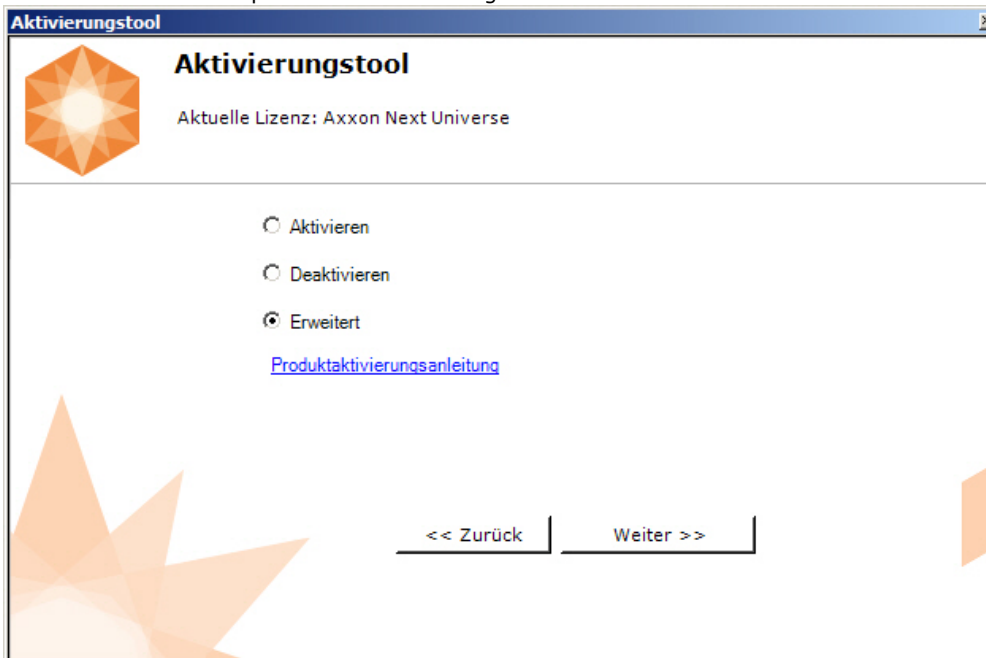 Aktivierungstool
Aktivierungstool
Aktuelle Lizenz: Axxon Next Universe
Aktivieren
Deaktivieren
Erweitert
Produktaktivierungsanleitung
<< Zurück
Weiter >>